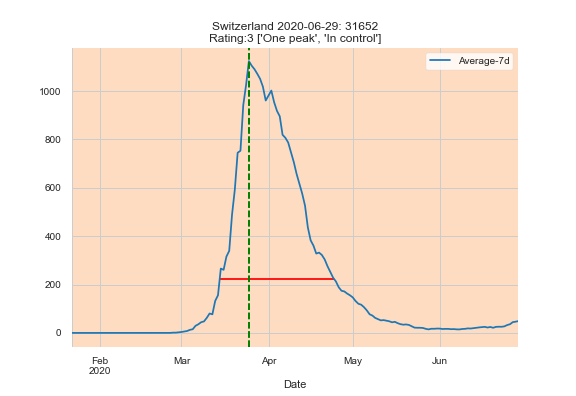 Switzerland 2020-06-29: 31652
Rating:3 ['One peak', 'In control']
Average-7d
1000
800
600
400
200
0
Feb Mar Apr May Jun
2020
Date